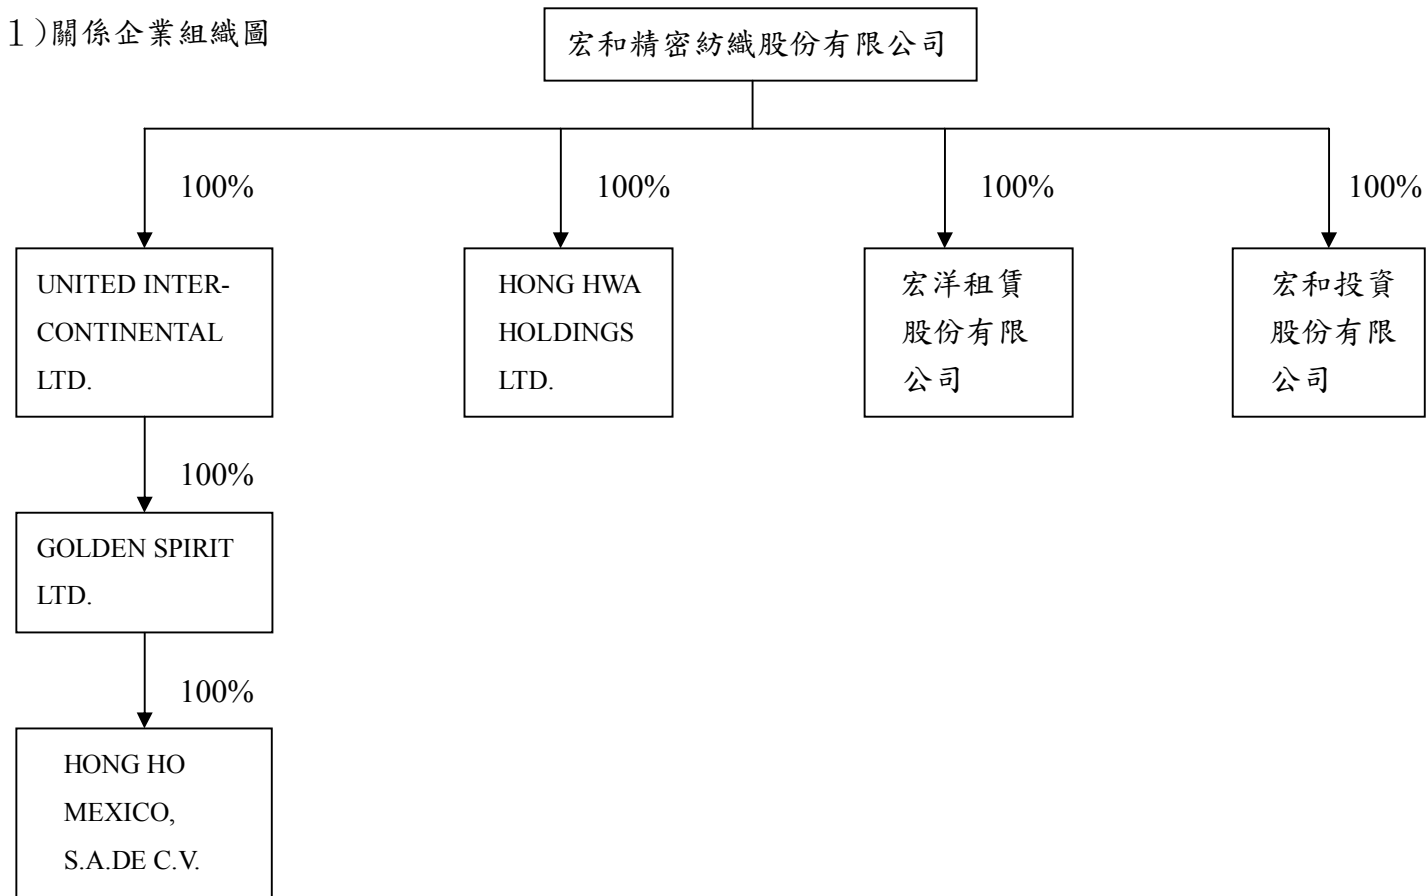 1)關係企業組織圖
宏和精密紡織股份有限公司
100%
100%
100%
100%
UNITED INTER-
CONTINENTAL
LTD.
HONG HWA
HOLDINGS
LTD.
宏洋租賃
股份有限
公司
宏和投資
股份有限
公司
100%
GOLDEN SPIRIT
LTD.
100%
HONG HO
MEXICO,
S.A.DE C.V.